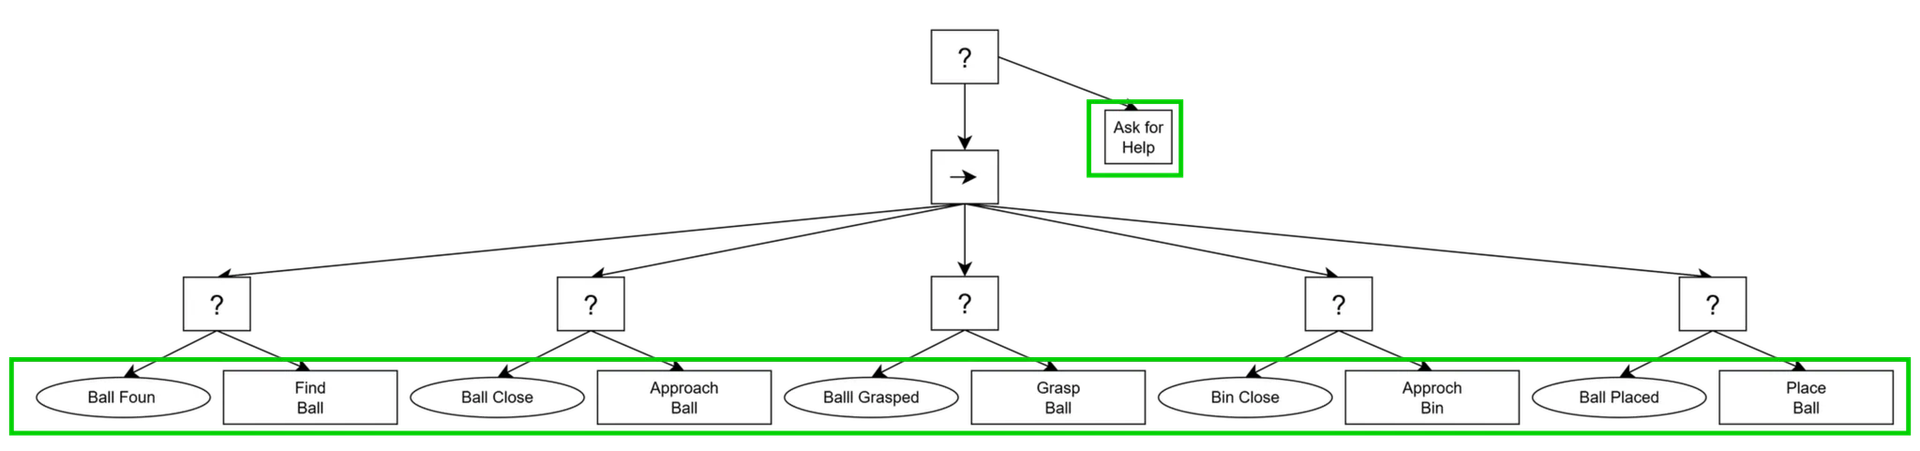 ?
Ask for
Help
?
?
?
?
?
Ball Foun
Find
Ball
Ball Close
Approach
Ball
Balll Grasped
Grasp
Ball
Bin Close
Approch
Bin
Ball Placed
Place
Ball